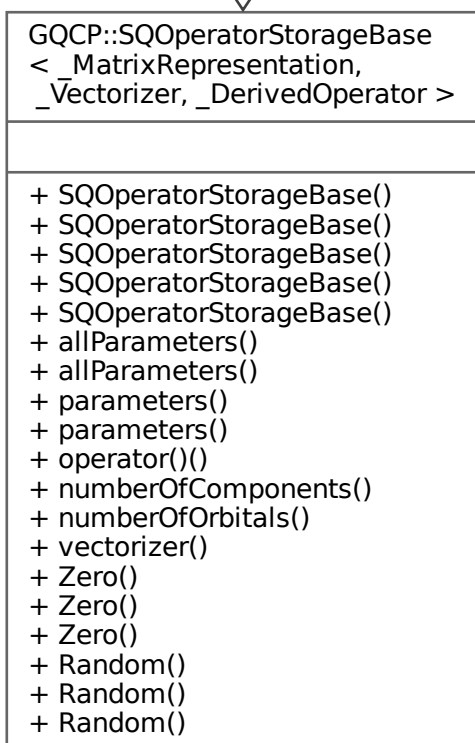 GQCP::SQOperatorStorageBase
< _MatrixRepresentation,
_Vectorizer, _DerivedOperator >
+ SQOperatorStorageBase()
+ SQOperatorStorageBase()
+ SQOperatorStorageBase()
+ SQOperatorStorageBase()
+ SQOperatorStorageBase()
+ allParameters()
+ allParameters()
+ parameters()
+ parameters()
+ operator()()
+ numberOfComponents()
+ numberOfOrbitals()
+ vectorizer()
+ Zero()
+ Zero()
+ Zero()
+ Random()
+ Random()
+ Random()